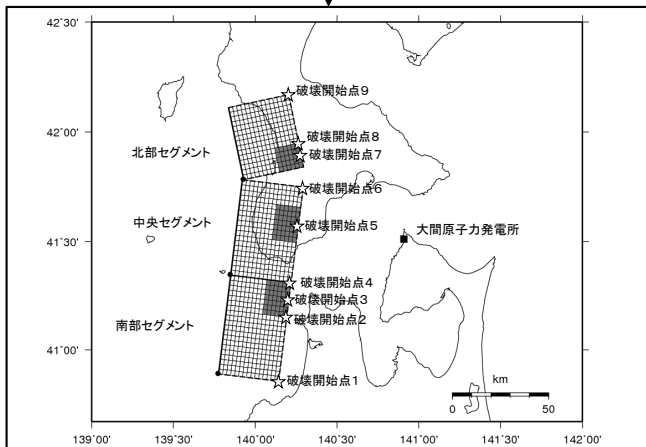 42°30'
破壊開始点9
42°00'
破壊開始点8
北部セグメント
破壊開始点7
破壊開始点6
中央セグメント
破壊開始点5
大間原子力発電所
41°30'
破壊開始点4
破壊開始点3
破壊開始点2
南部セグメント
41°00'
破壊開始点1
km
0 50
139°00' 139°30' 140°00' 140°30' 141°00' 141°30' 142°00'